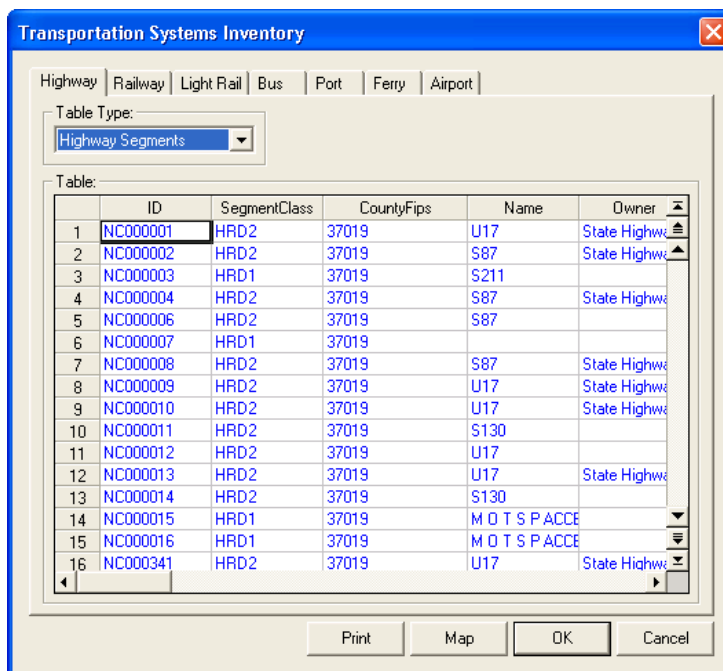 Transportation Systems Inventory
Highway Railway Light Rail Bus Port Ferry Airport
Table Type:
Highway Segments
Table:
ID SegmentClass CountyFips Name Owner
1 NC000001 HRD2 37019 U17 State Highwa
2 NC000002 HRD2 37019 S87 State Highwa
3 NC000003 HRD1 37019 S211
4 NC000004 HRD2 37019 S87 State Highwa
5 NC000006 HRD2 37019 S87
6 NC000007 HRD1 37019
7 NC000008 HRD2 37019 S87 State Highwa
8 NC000009 HRD2 37019 U17 State Highwa
9 NC000010 HRD2 37019 U17 State Highwa
10 NC000011 HRD2 37019 S130
11 NC000012 HRD2 37019 U17
12 NC000013 HRD2 37019 U17 State Highwa
13 NC000014 HRD2 37019 S130
14 NC000015 HRD1 37019 M O T S P ACCE
15 NC000016 HRD1 37019 M O T S P ACCE
16 NC000341 HRD2 37019 U17 State Highwa
Print Map OK Cancel